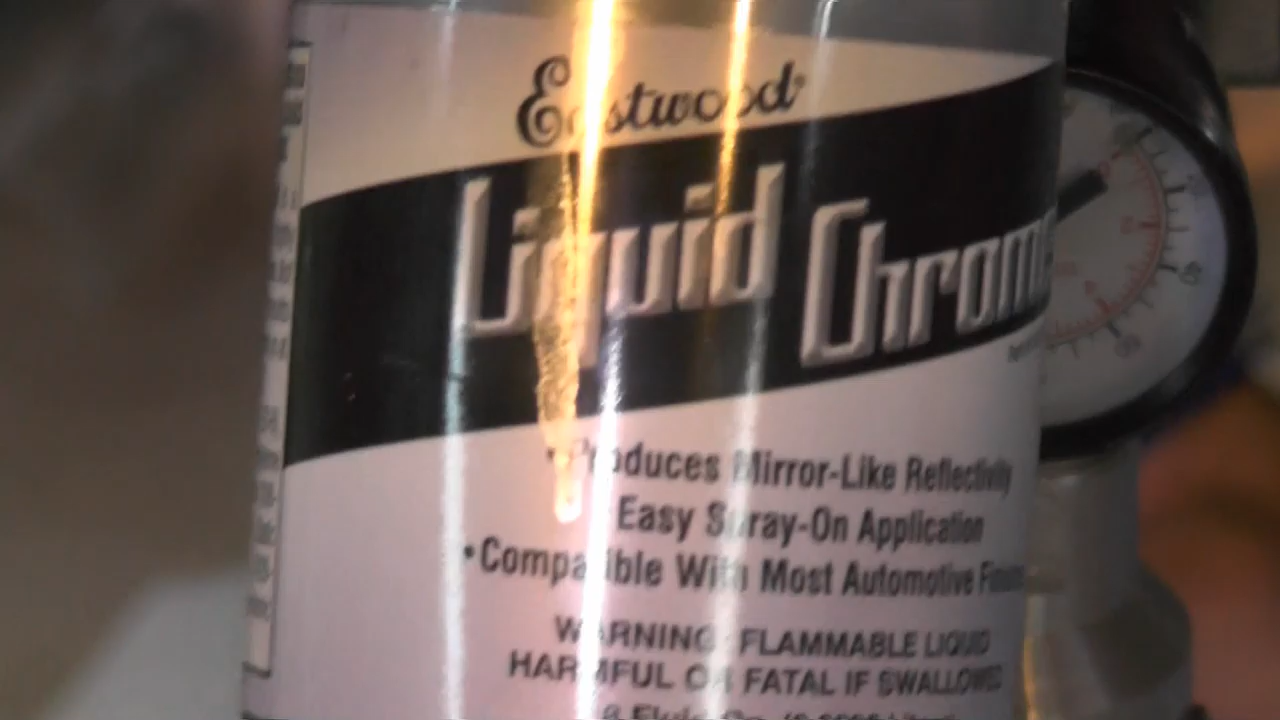 Eastwood
Liquid Chrome
• Produces Mirror-Like Reflectivity
Easy Spray-On Application
• Compatible With Most Automotive
WARNING: FLAMMABLE LIQUID
HARMFUL OR FATAL IF SWALLOWED